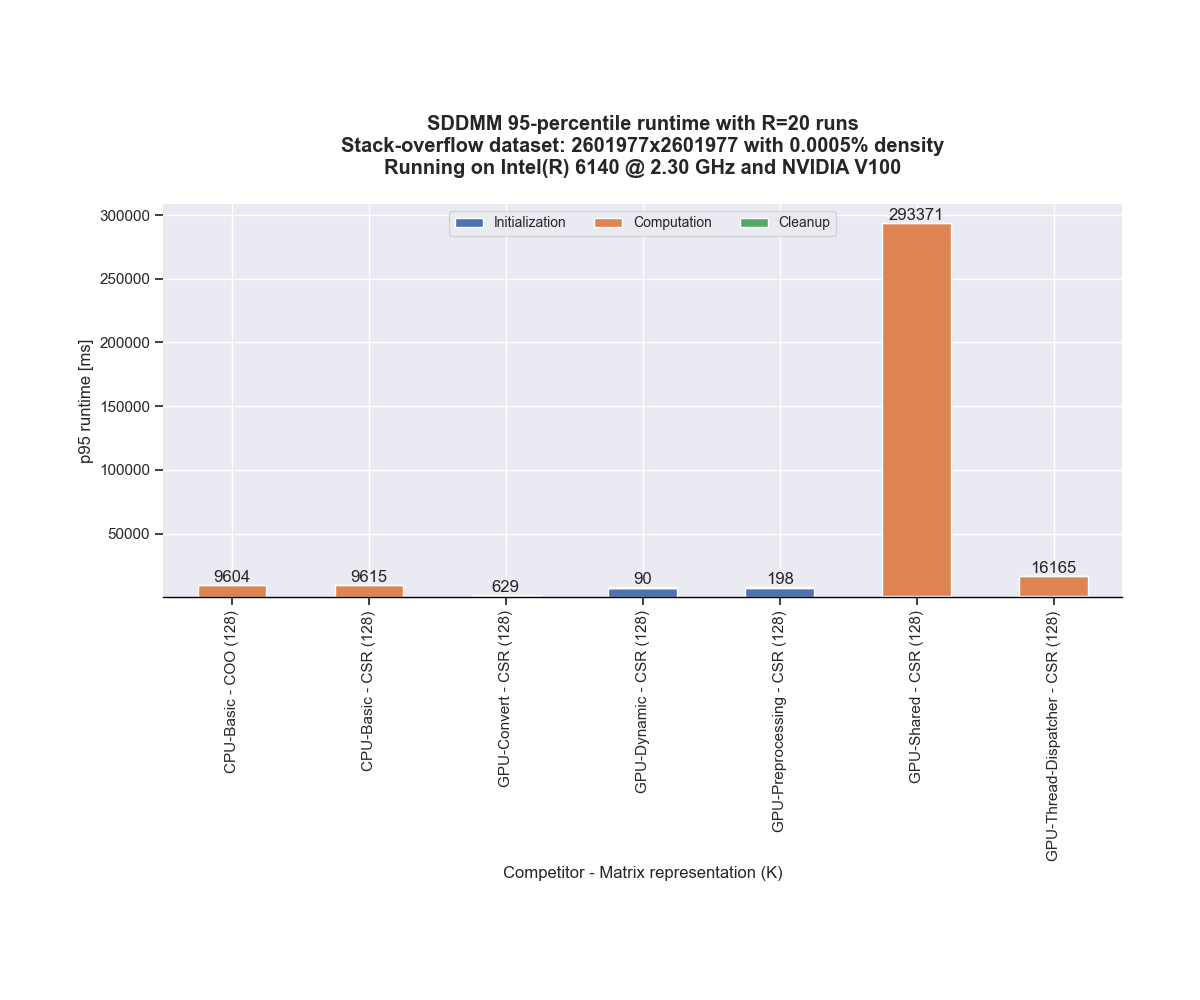 SDDMM 95-percentile runtime with R=20 runs
Stack-overflow dataset: 2601977x2601977 with 0.0005% density
Running on Intel(R) 6140 @ 2.30 GHz and NVIDIA V100
Initialization
Computation
Cleanup
p95 runtime [ms]
300000
250000
200000
150000
100000
50000
9604
9615
629
90
198
293371
16165
CPU-Basic - COO (128)
CPU-Basic - CSR (128)
GPU-Convert - CSR (128)
GPU-Dynamic - CSR (128)
GPU-Preprocessing - CSR (128)
GPU-Shared - CSR (128)
GPU-Thread-Dispatcher - CSR (128)
Competitor - Matrix representation (K)